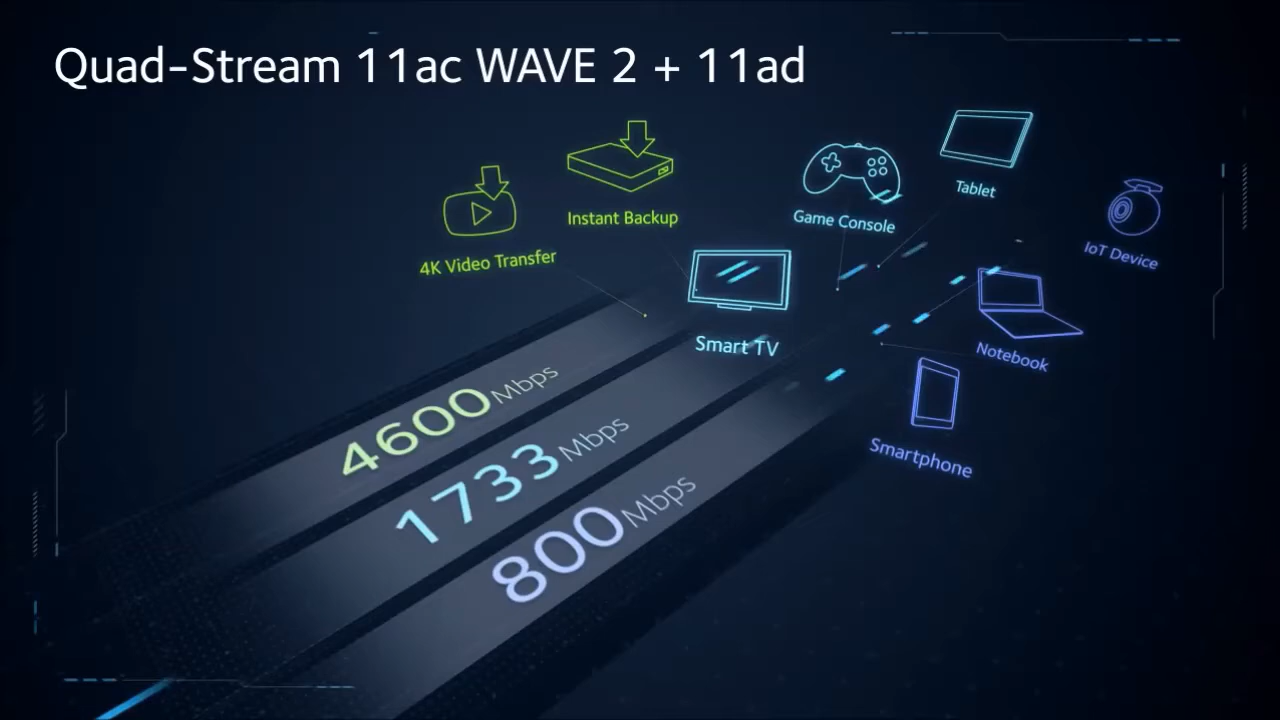 Quad-Stream 11ac WAVE 2 + 11ad
4K Video Transfer
Instant Backup
Smart TV
Game Console
Tablet
IoT Device
Notebook
Smartphone
4600Mbps
1733Mbps
800Mbps